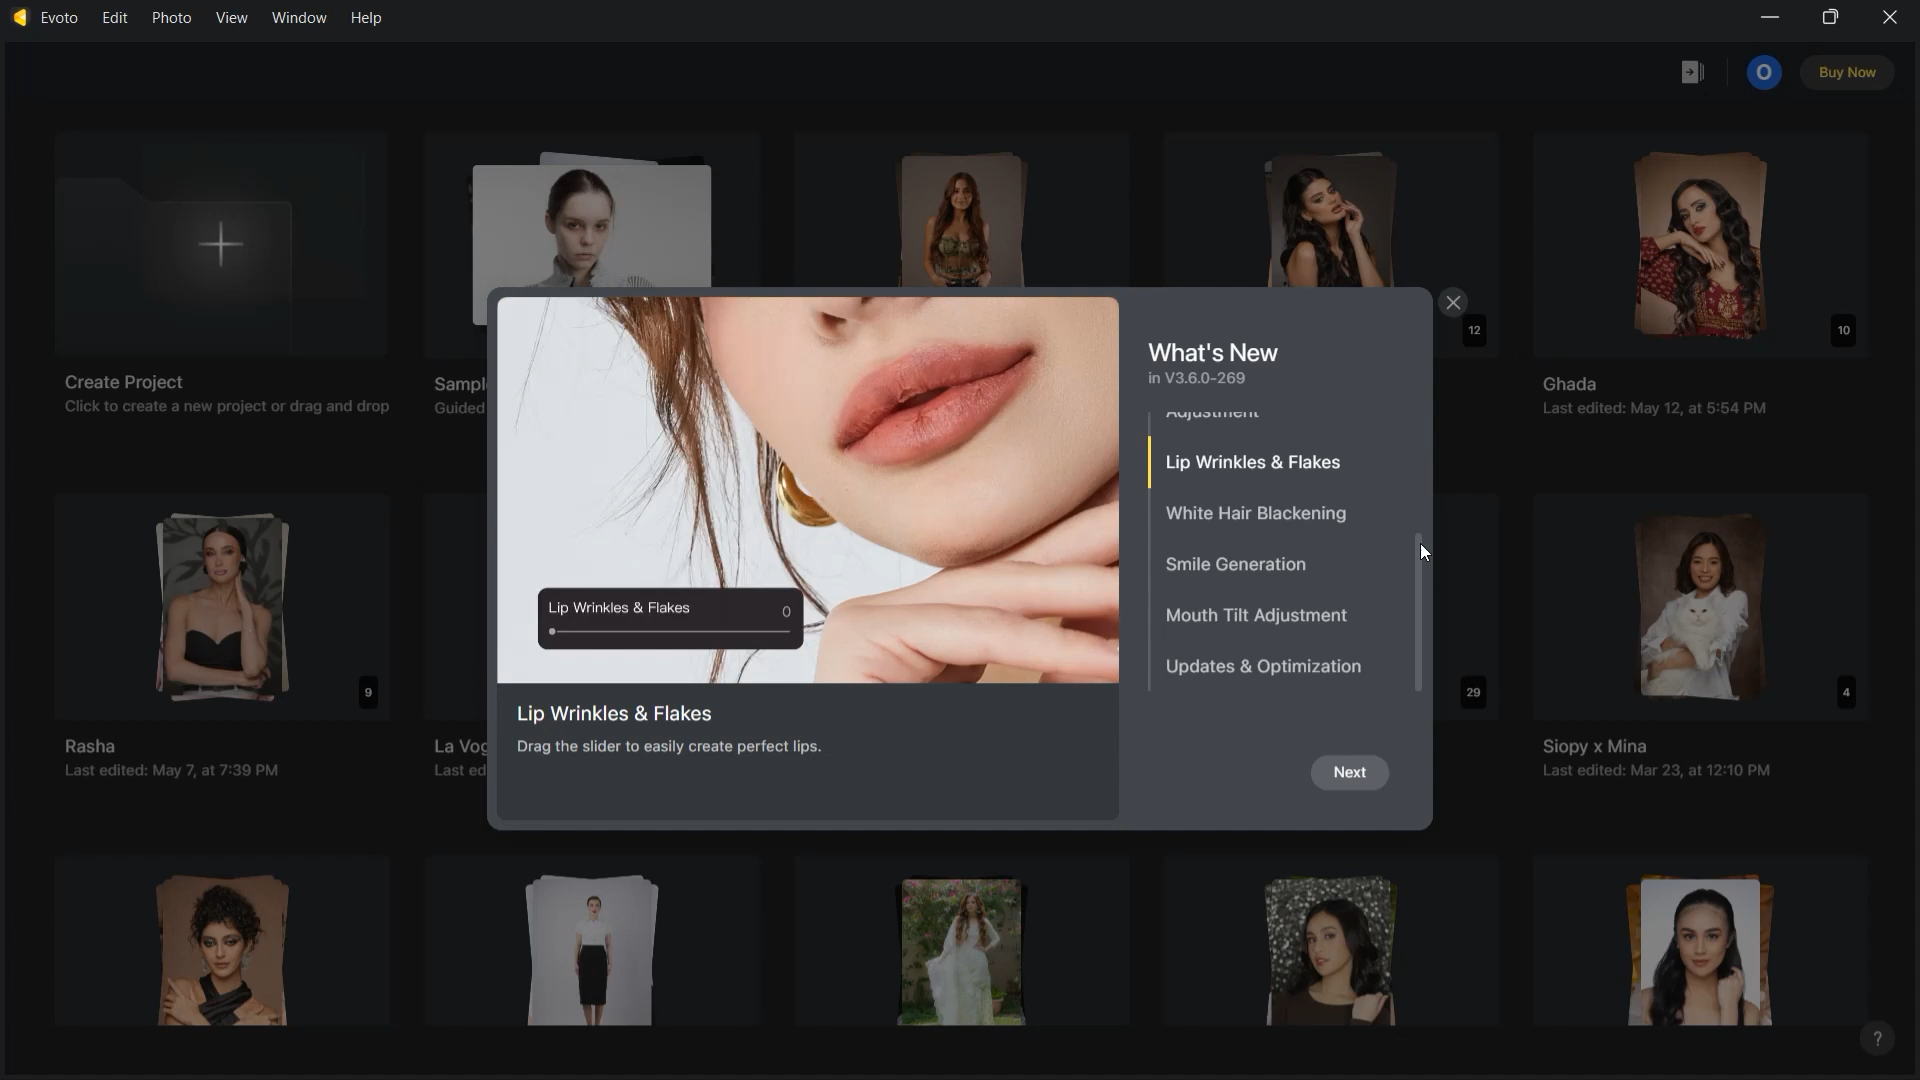 Evoto Edit Photo View Window Help
O Buy Now
Create Project
Click to create a new project or drag and drop
Sampl
Guided
12
10
Ghada
Last edited: May 12, at 5:54 PM
What's New
in V3.6.0-269
Adjustment
Lip Wrinkles & Flakes
White Hair Blackening
Smile Generation
Mouth Tilt Adjustment
Updates & Optimization
Next
Lip Wrinkles & Flakes 0
Lip Wrinkles & Flakes
Drag the slider to easily create perfect lips.
9
29
4
Rasha
Last edited: May 7, at 7:39 PM
La Vog
Last ed
Siopy x Mina
Last edited: Mar 23, at 12:10 PM
?